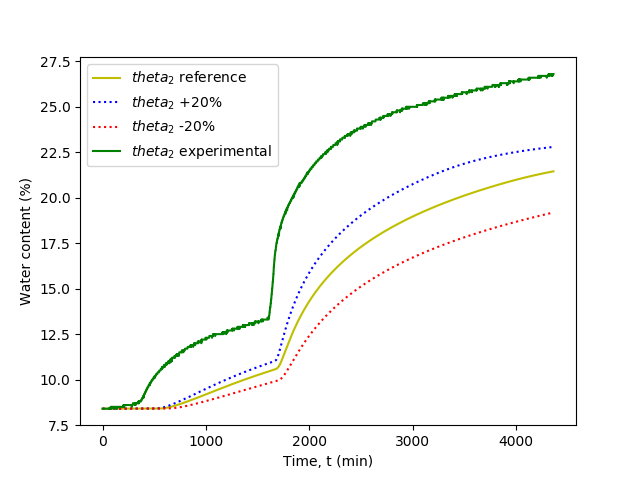 27.5
25.0
22.5
20.0
17.5
15.0
12.5
10.0
7.5
Water content (%)
theta₂ reference
theta₂ +20%
theta₂ -20%
theta₂ experimental
0 1000 2000 3000 4000
Time, t (min)